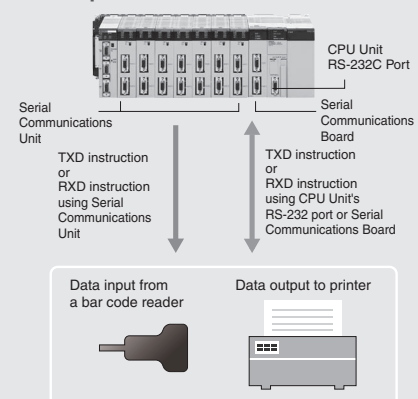 CPU Unit
RS-232C Port
Serial
Communications
Unit
Serial
Communications
Board
TXD instruction
or
RXD instruction
using Serial
Communications
Unit
TXD instruction
or
RXD instruction
using CPU Unit's
RS-232 port or Serial
Communications Board
Data input from
a bar code reader
Data output to printer